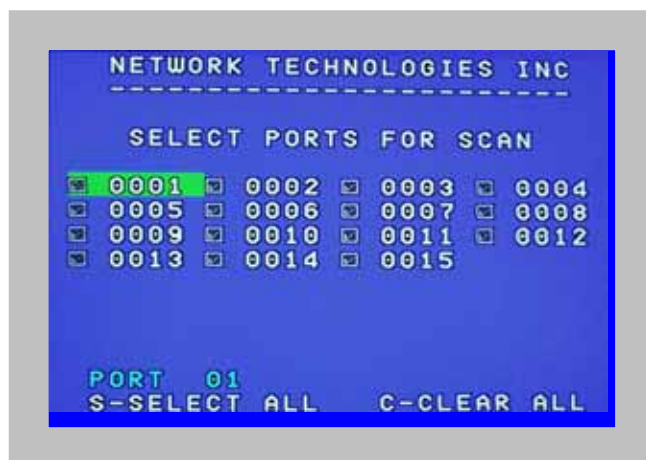 NETWORK TECHNOLOGIES INC
----------------------------
SELECT PORTS FOR SCAN
0001 0002 0003 0004
0005 0006 0007 0008
0009 0010 0011 0012
0013 0014 0015
PORT 01
S-SELECT ALL C-CLEAR ALL